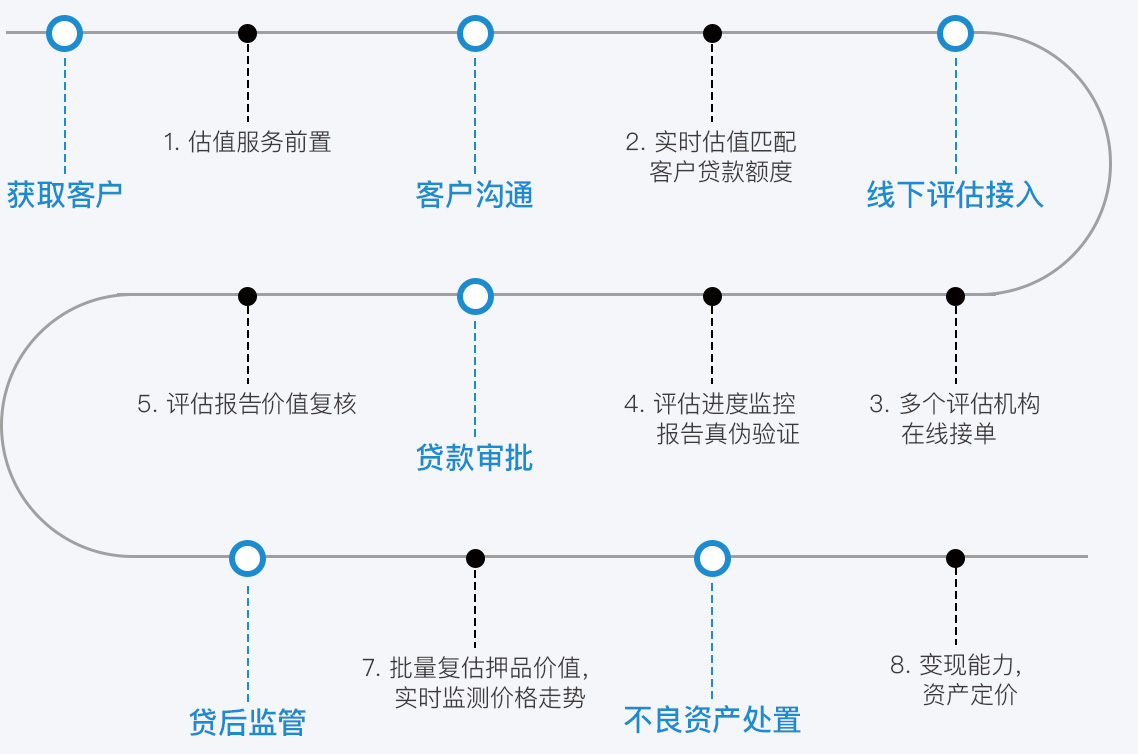 获取客户
1. 估值服务前置
客户沟通
2. 实时估值匹配
客户贷款额度
线下评估接入
3. 多个评估机构
在线接单
4. 评估进度监控
报告真伪验证
贷款审批
5. 评估报告价值复核
贷后监管
7. 批量复估押品价值，
实时监测价格走势
不良资产处置
8. 变现能力，
资产定价